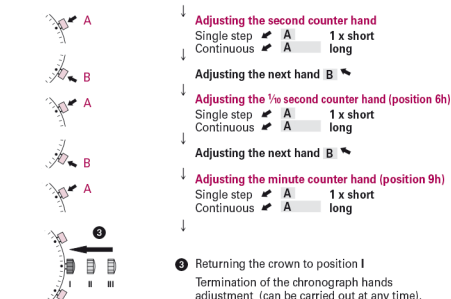 A
Adjusting the second counter hand
Single step A 1 x short
Continuous A long
B
Adjusting the next hand B
A
Adjusting the 1/10 second counter hand (position 6h)
Single step A 1 x short
Continuous A long
B
Adjusting the next hand B
A
Adjusting the minute counter hand (position 9h)
Single step A 1 x short
Continuous A long
3
I II III
3 Returning the crown to position I
Termination of the chronograph hands
adjustment (can be carried out at any time).